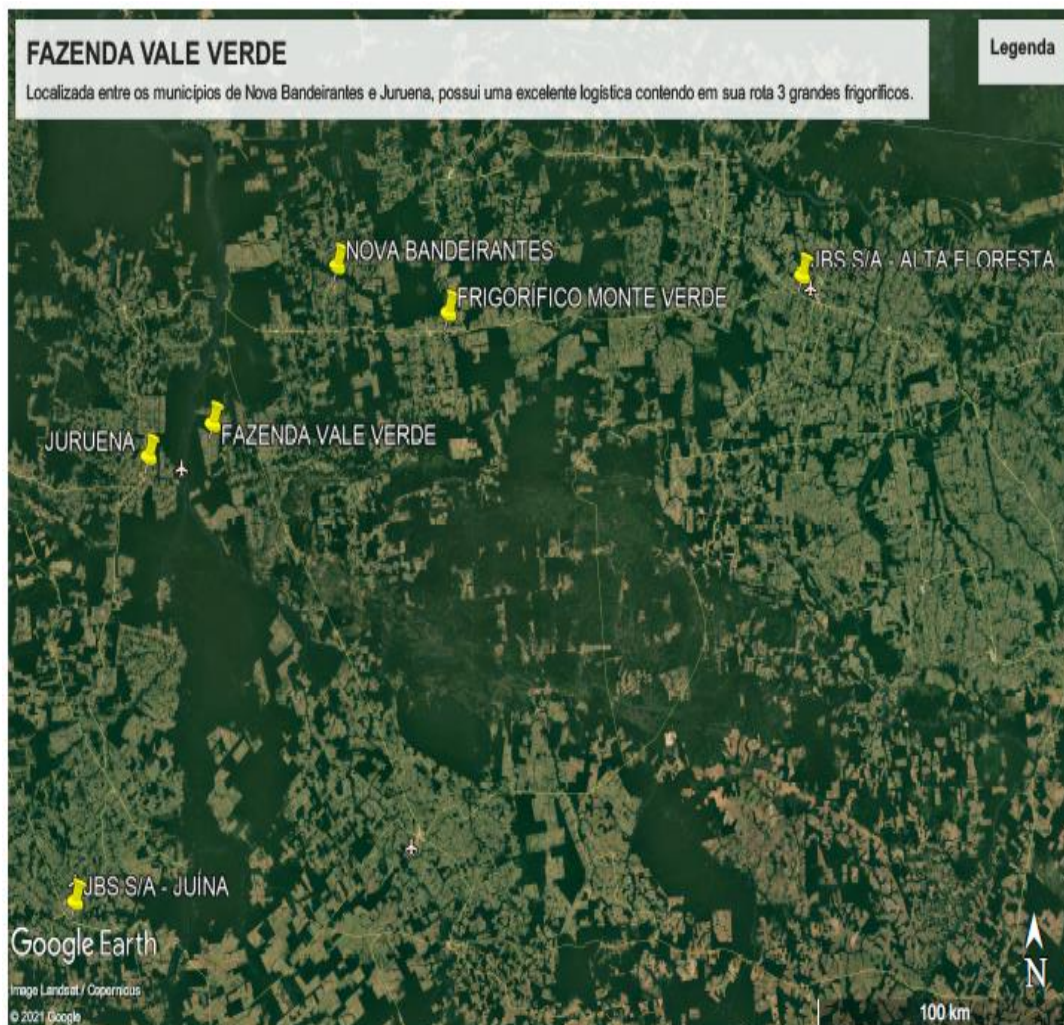 FAZENDA VALE VERDE
Localizada entre os municípios de Nova Bandeirantes e Juruena, possui uma excelente logística contendo em sua rota 3 grandes frigoríficos.
Legenda
NOVA BANDEIRANTES
JBS S/A - ALTA FLORESTA
FRIGORÍFICO MONTE VERDE
FAZENDA VALE VERDE
JURUENA
JBS S/A - JUÍNA
Google Earth
Image Landsat / Copernicus
© 2021 Google
N
100 km